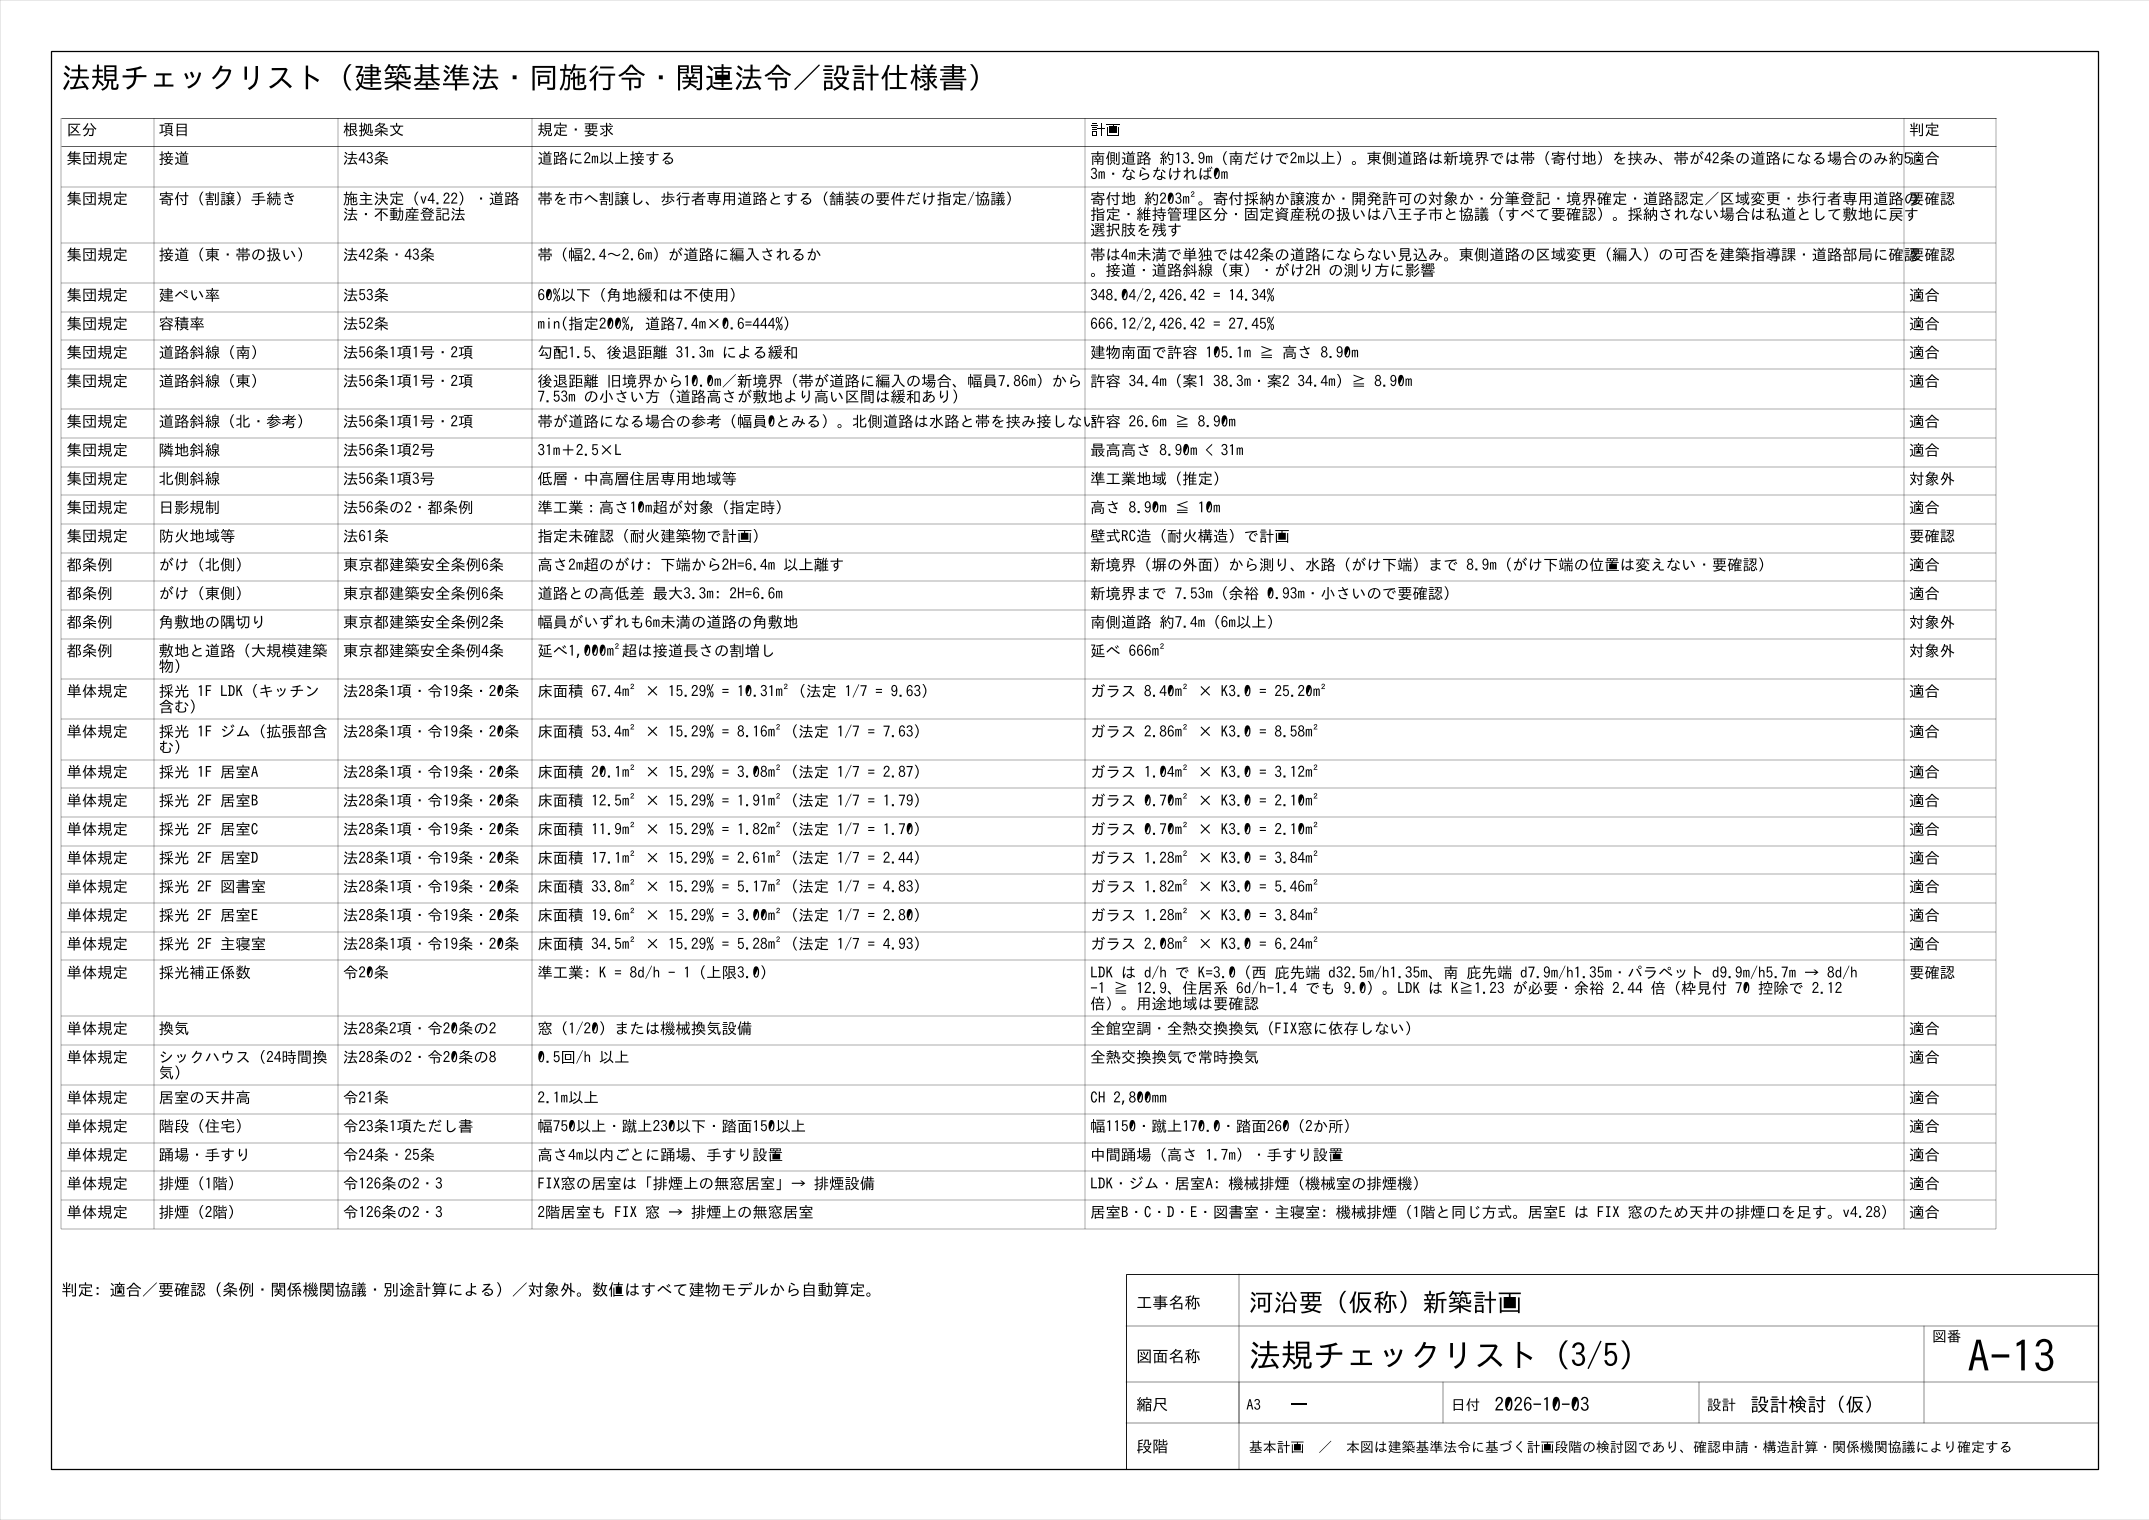 法規チェックリスト（建築基準法・同施行令・関連法令／設計仕様書）
区分 項目 根拠条文 規定・要求 計画 判定
集団規定 接道 法43条 道路に2m以上接する 南側道路 約13.9m（南だけで2m以上）。東側道路は新境界では帯（寄付地）を挟み、帯が42条の道路になる場合のみ約5 適合
3m・ならなければ0m
集団規定 寄付（割譲）手続き 施主決定（v4.22）・道路 帯を市へ割譲し、歩行者専用道路とする（舗装の要件だけ指定/協議） 寄付地 約203m²。寄付採納か譲渡か・開発許可の対象か・分筆登記・境界確定・道路認定／区域変更・歩行者専用道路の 要確認
法・不動産登記法 指定・維持管理区分・固定資産税の扱いは八王子市と協議（すべて要確認）。採納されない場合は私道として敷地に戻す
選択肢を残す
集団規定 接道（東・帯の扱い） 法42条・43条 帯（幅2.4～2.6m）が道路に編入されるか 帯は4m未満で単独では42条の道路にならない見込み。東側道路の区域変更（編入）の可否を建築指導課・道路部局に確認 要確認
。接道・道路斜線（東）・がけ2H の測り方に影響
集団規定 建ぺい率 法53条 60%以下（角地緩和は不使用） 348.04/2,426.42 = 14.34% 適合
集団規定 容積率 法52条 min(指定200%, 道路7.4m×0.6=444%) 666.12/2,426.42 = 27.45% 適合
集団規定 道路斜線（南） 法56条1項1号・2項 勾配1.5、後退距離 31.3m による緩和 建物南面で許容 105.1m ≧ 高さ 8.90m 適合
集団規定 道路斜線（東） 法56条1項1号・2項 後退距離 旧境界から10.0m／新境界（帯が道路に編入の場合、幅員7.86m）から 許容 34.4m（案1 38.3m・案2 34.4m）≧ 8.90m 適合
7.53m の小さい方（道路高さが敷地より高い区間は緩和あり）
集団規定 道路斜線（北・参考） 法56条1項1号・2項 帯が道路になる場合の参考（幅員0とみる）。北側道路は水路と帯を挟み接しない 許容 26.6m ≧ 8.90m 適合
集団規定 隣地斜線 法56条1項2号 31m＋2.5×L 最高高さ 8.90m < 31m 適合
集団規定 北側斜線 法56条1項3号 低層・中高層住居専用地域等 準工業地域（推定） 対象外
集団規定 日影規制 法56条の2・都条例 準工業：高さ10m超が対象（指定時） 高さ 8.90m ≦ 10m 適合
集団規定 防火地域等 法61条 指定未確認（耐火建築物で計画） 壁式RC造（耐火構造）で計画 要確認
都条例 がけ（北側） 東京都建築安全条例6条 高さ2m超のがけ: 下端から2H=6.4m 以上離す 新境界（塀の外面）から測り、水路（がけ下端）まで 8.9m（がけ下端の位置は変えない・要確認） 適合
都条例 がけ（東側） 東京都建築安全条例6条 道路との高低差 最大3.3m: 2H=6.6m 新境界まで 7.53m（余裕 0.93m・小さいので要確認） 適合
都条例 角敷地の隅切り 東京都建築安全条例2条 幅員がいずれも6m未満の道路の角敷地 南側道路 約7.4m（6m以上） 対象外
都条例 敷地と道路（大規模建築 東京都建築安全条例4条 延べ1,000m²超は接道長さの割増し 延べ 666m² 対象外
物）
単体規定 採光 1F LDK（キッチン 法28条1項・令19条・20条 床面積 67.4m² × 15.29% = 10.31m²（法定 1/7 = 9.63） ガラス 8.40m² × K3.0 = 25.20m² 適合
含む）
単体規定 採光 1F ジム（拡張部含 法28条1項・令19条・20条 床面積 53.4m² × 15.29% = 8.16m²（法定 1/7 = 7.63） ガラス 2.86m² × K3.0 = 8.58m² 適合
む）
単体規定 採光 1F 居室A 法28条1項・令19条・20条 床面積 20.1m² × 15.29% = 3.08m²（法定 1/7 = 2.87） ガラス 1.04m² × K3.0 = 3.12m² 適合
単体規定 採光 2F 居室B 法28条1項・令19条・20条 床面積 12.5m² × 15.29% = 1.91m²（法定 1/7 = 1.79） ガラス 0.70m² × K3.0 = 2.10m² 適合
単体規定 採光 2F 居室C 法28条1項・令19条・20条 床面積 11.9m² × 15.29% = 1.82m²（法定 1/7 = 1.70） ガラス 0.70m² × K3.0 = 2.10m² 適合
単体規定 採光 2F 居室D 法28条1項・令19条・20条 床面積 17.1m² × 15.29% = 2.61m²（法定 1/7 = 2.44） ガラス 1.28m² × K3.0 = 3.84m² 適合
単体規定 採光 2F 図書室 法28条1項・令19条・20条 床面積 33.8m² × 15.29% = 5.17m²（法定 1/7 = 4.83） ガラス 1.82m² × K3.0 = 5.46m² 適合
単体規定 採光 2F 居室E 法28条1項・令19条・20条 床面積 19.6m² × 15.29% = 3.00m²（法定 1/7 = 2.80） ガラス 1.28m² × K3.0 = 3.84m² 適合
単体規定 採光 2F 主寝室 法28条1項・令19条・20条 床面積 34.5m² × 15.29% = 5.28m²（法定 1/7 = 4.93） ガラス 2.08m² × K3.0 = 6.24m² 適合
単体規定 採光補正係数 令20条 準工業: K = 8d/h - 1（上限3.0） LDK は d/h で K=3.0（西 庇先端 d32.5m/h1.35m、南 庇先端 d7.9m/h1.35m・パラペット d9.9m/h5.7m → 8d/h 要確認
-1 ≧ 12.9、住居系 6d/h-1.4 でも 9.0）。LDK は K≧1.23 が必要・余裕 2.44 倍（枠見付 70 控除で 2.12
倍）。用途地域は要確認
単体規定 換気 法28条2項・令20条の2 窓（1/20）または機械換気設備 全館空調・全熱交換換気（FIX窓に依存しない） 適合
単体規定 シックハウス（24時間換 法28条の2・令20条の8 0.5回/h 以上 全熱交換換気で常時換気 適合
気）
単体規定 居室の天井高 令21条 2.1m以上 CH 2,800mm 適合
単体規定 階段（住宅） 令23条1項ただし書 幅750以上・蹴上230以下・踏面150以上 幅1150・蹴上170.0・踏面260（2か所） 適合
単体規定 踊場・手すり 令24条・25条 高さ4m以内ごとに踊場、手すり設置 中間踊場（高さ 1.7m）・手すり設置 適合
単体規定 排煙（1階） 令126条の2・3 FIX窓の居室は「排煙上の無窓居室」→ 排煙設備 LDK・ジム・居室A: 機械排煙（機械室の排煙機） 適合
単体規定 排煙（2階） 令126条の2・3 2階居室も FIX 窓 → 排煙上の無窓居室 居室B・C・D・E・図書室・主寝室: 機械排煙（1階と同じ方式。居室E は FIX 窓のため天井の排煙口を足す。v4.28） 適合
判定: 適合／要確認（条例・関係機関協議・別途計算による）／対象外。数値はすべて建物モデルから自動算定。
工事名称 河沿要（仮称）新築計画
図面名称 法規チェックリスト（3/5） 図番 A-13
縮尺 A3 ― 日付 2026-10-03 設計 設計検討（仮）
段階 基本計画 ／ 本図は建築基準法令に基づく計画段階の検討図であり、確認申請・構造計算・関係機関協議により確定する